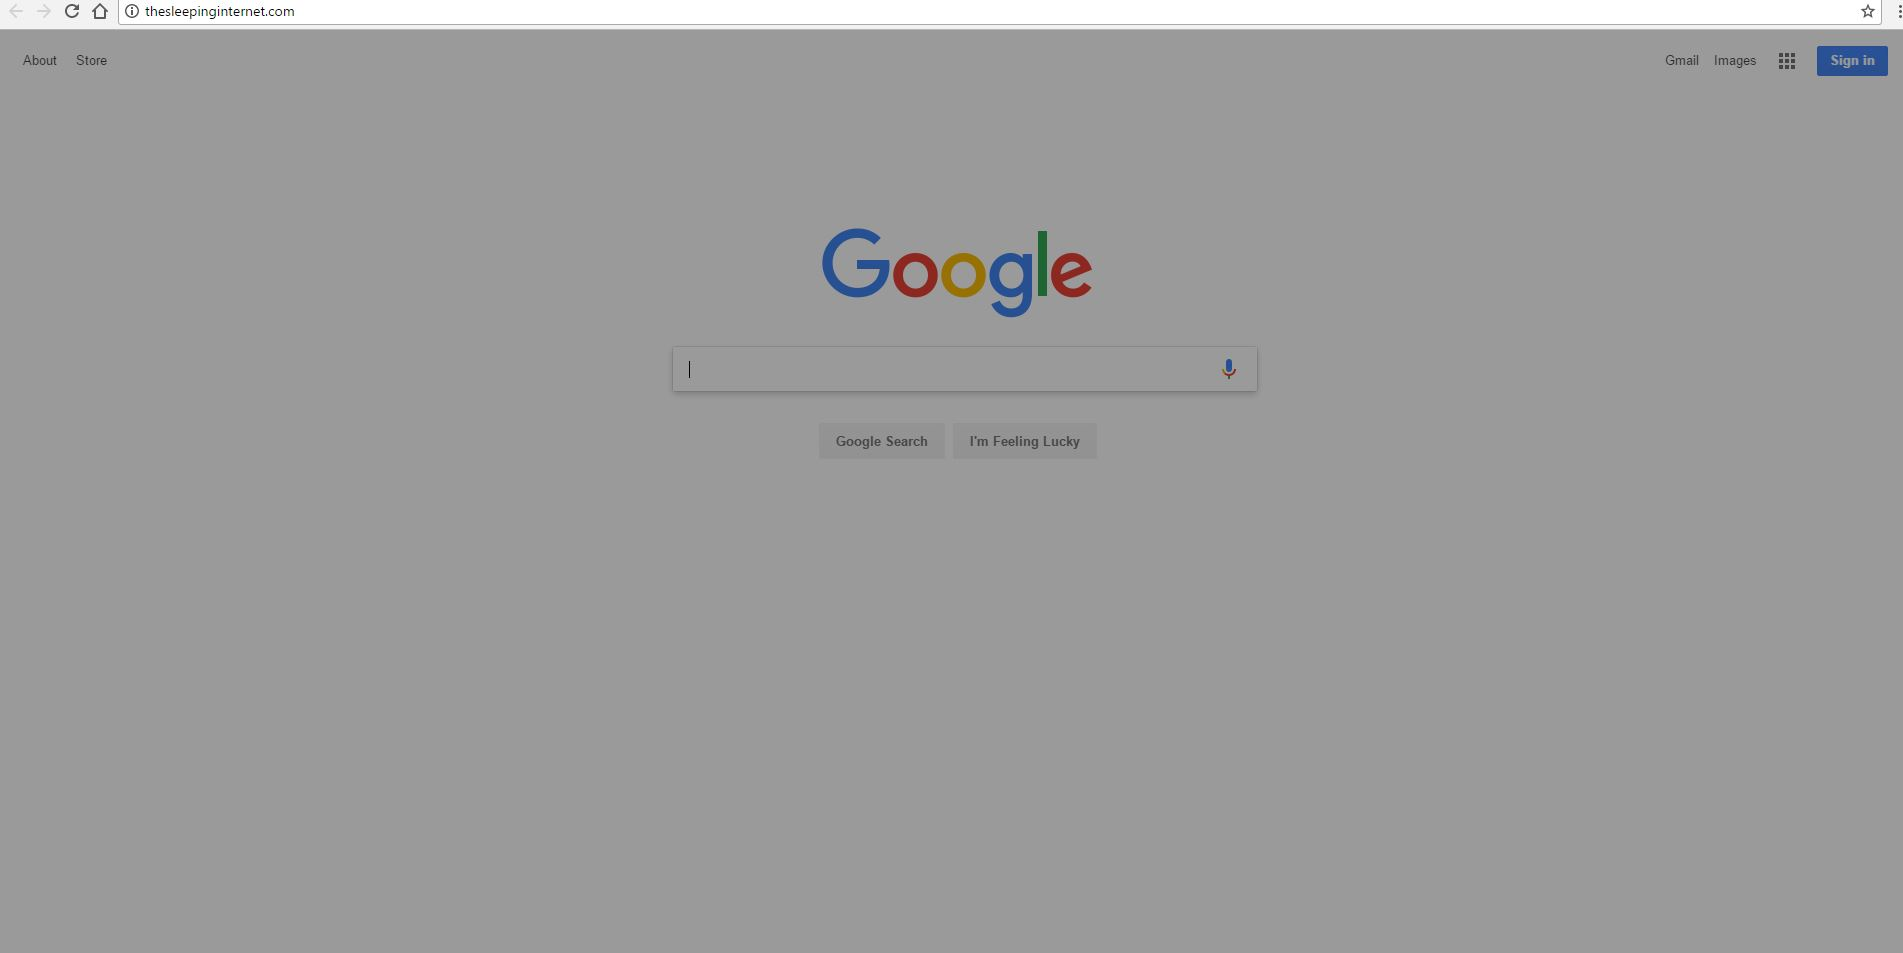 thesleepinginternet.com
About Store Gmail Images Sign in
Google
Google Search I'm Feeling Lucky